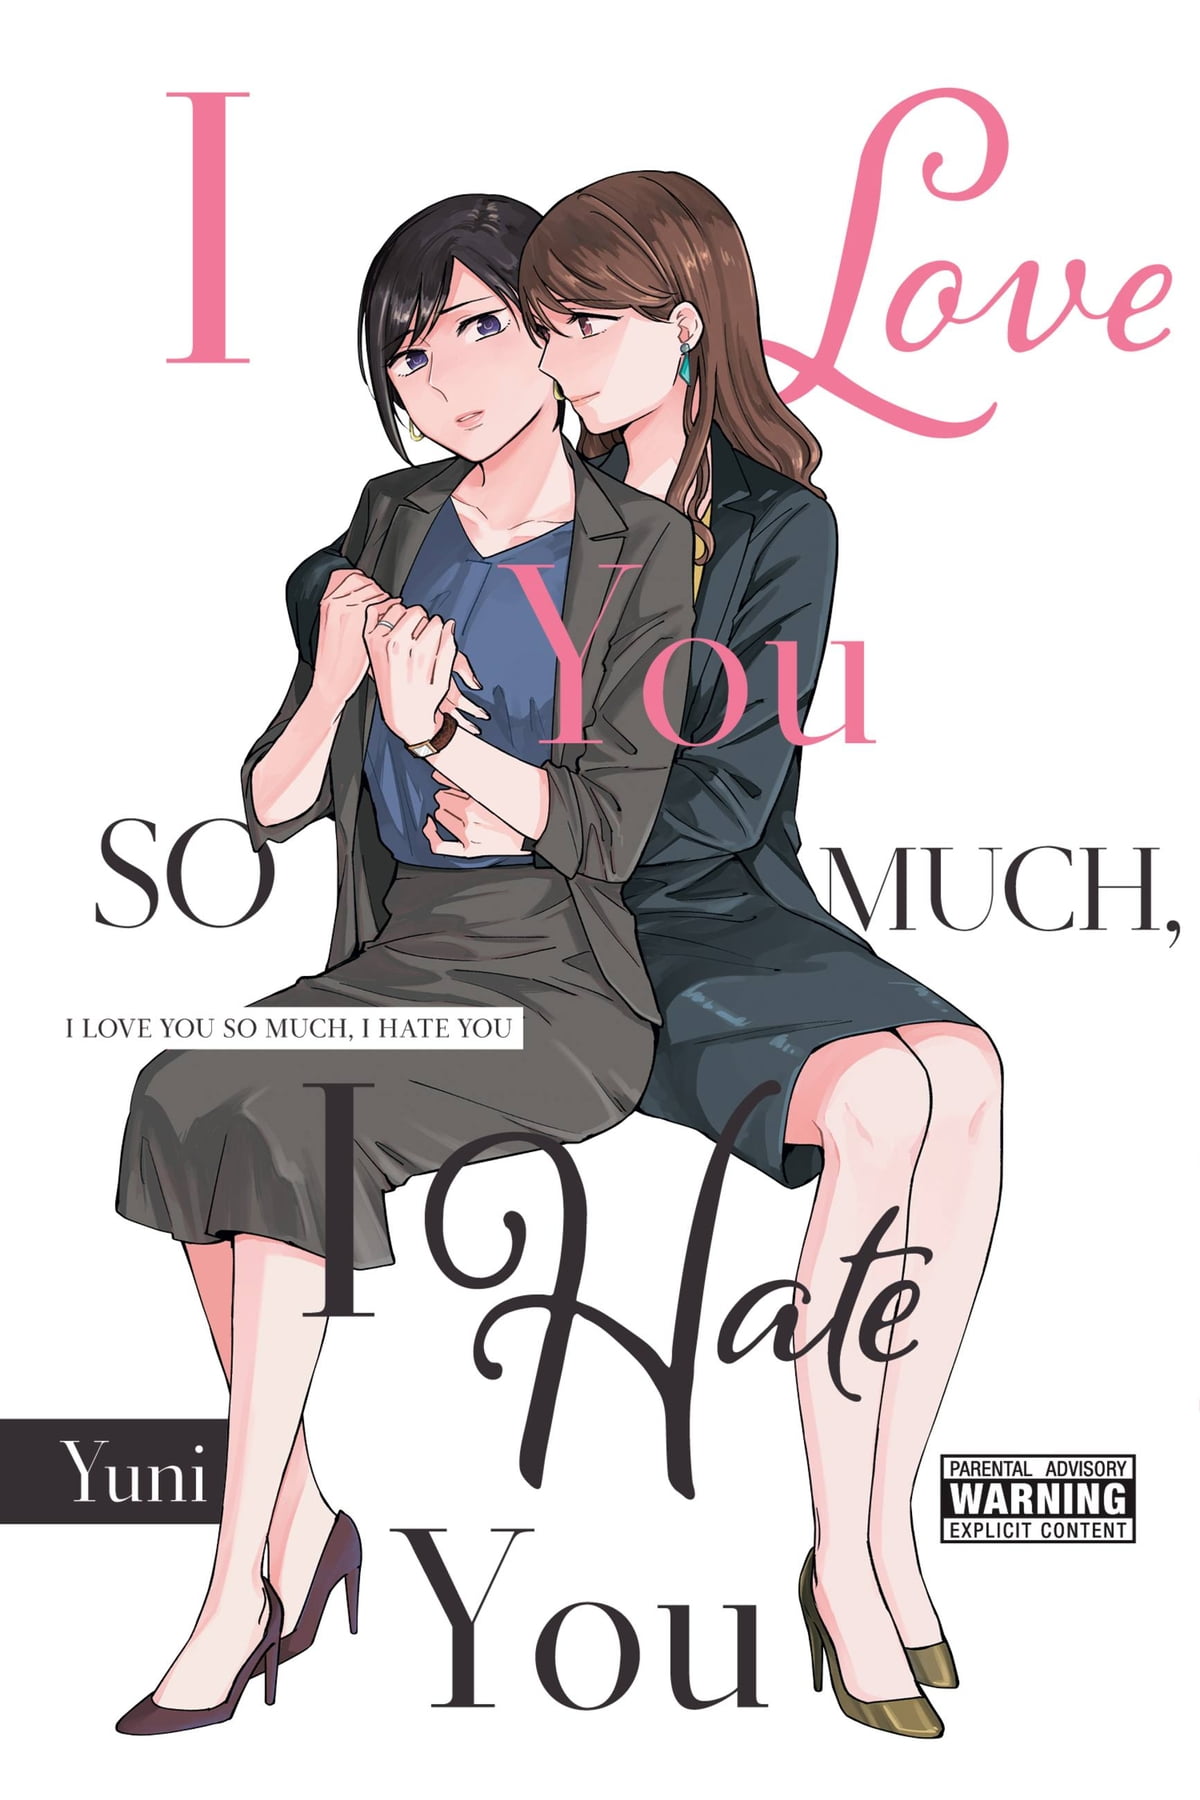 I Love
You
SO MUCH,
I LOVE YOU SO MUCH, I HATE YOU
I Hate
Yuni
You
PARENTAL ADVISORY
WARNING
EXPLICIT CONTENT